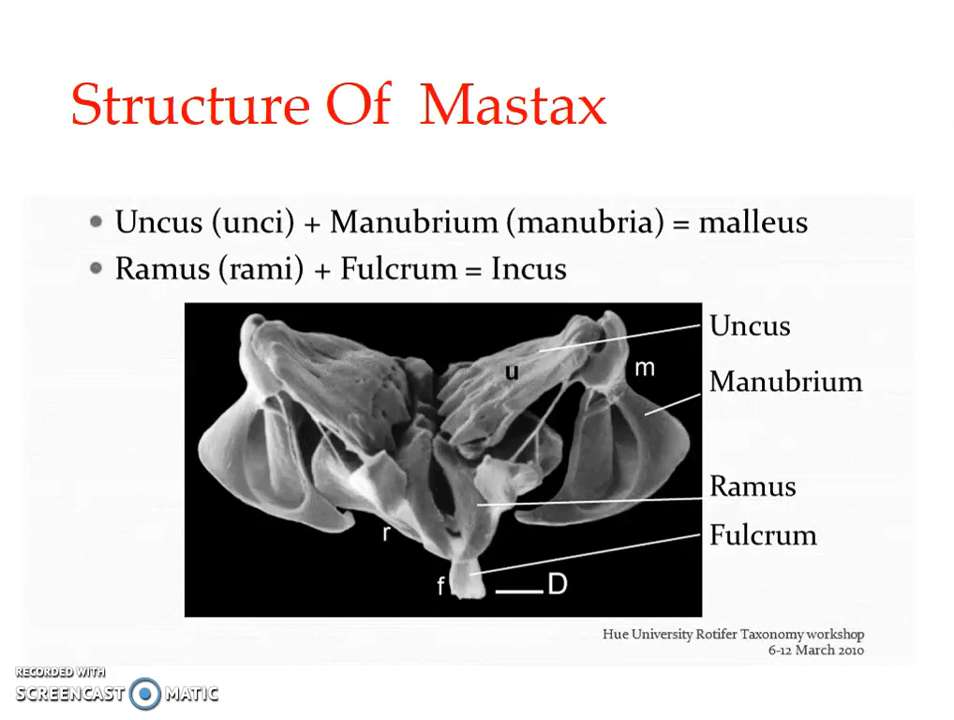 Structure Of Mastax
Uncus (unci) + Manubrium (manubria) = malleus
Ramus (rami) + Fulcrum = Incus
Uncus
u
m
Manubrium
Ramus
r
Fulcrum
f
D
Hue University Rotifer Taxonomy workshop
6-12 March 2010
RECORDED WITH
SCREENCAST MATIC